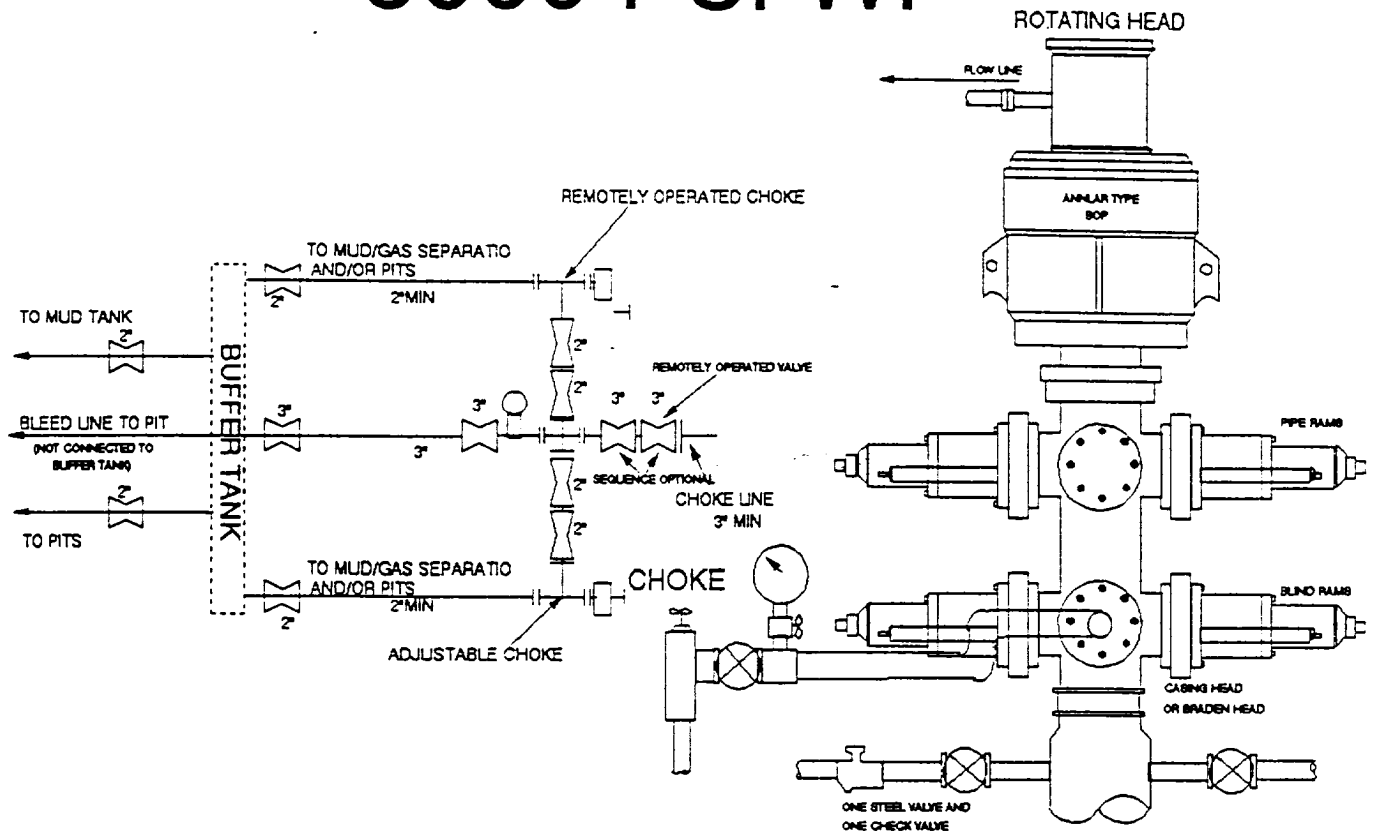 ROTATING HEAD
FLOW LINE
ANNLAR TYPE
BOP
REMOTELY OPERATED CHOKE
TO MUD/GAS SEPARATIO
AND/OR PITS
2" MIN
2"
TO MUD TANK
2"
2"
2"
REMOTELY OPERATED VALVE
BUFFER TANK
BLEED LINE TO PIT
(NOT CONNECTED TO
BUFFER TANK)
3"
3"
3"
3"
3"
SEQUENCE OPTIONAL
CHOKE LINE
3" MIN
2"
2"
2"
TO PITS
TO MUD/GAS SEPARATIO
AND/OR PITS
2" MIN
2"
ADJUSTABLE CHOKE
CHOKE
PIPE RAMS
BLIND RAMS
CASING HEAD
OR BRADEN HEAD
ONE STEEL VALVE AND
ONE CHECK VALVE